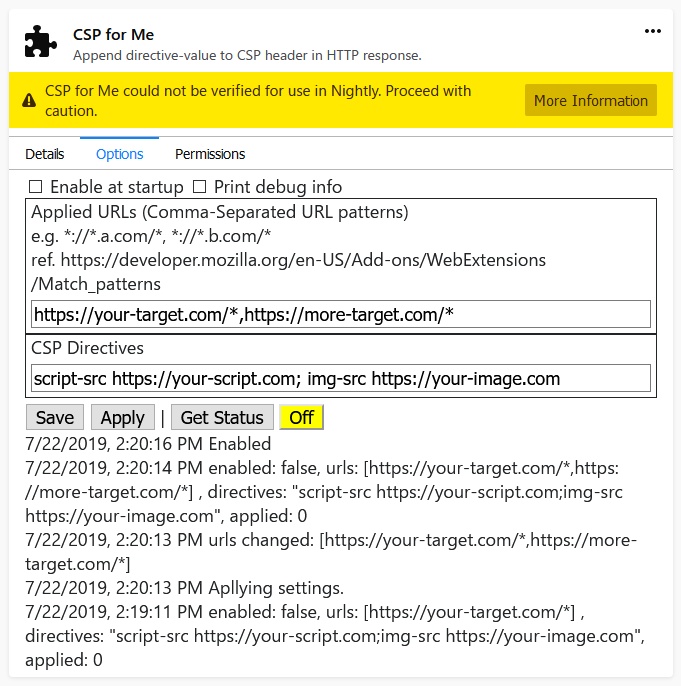 CSP for Me
Append directive-value to CSP header in HTTP response.
CSP for Me could not be verified for use in Nightly. Proceed with
caution.
More Information
Details Options Permissions
Enable at startup Print debug info
Applied URLs (Comma-Separated URL patterns)
e.g. *://*.a.com/*, *://*.b.com/*
ref. https://developer.mozilla.org/en-US/Add-ons/WebExtensions
/Match_patterns
https://your-target.com/*,https://more-target.com/*
CSP Directives
script-src https://your-script.com; img-src https://your-image.com
Save Apply | Get Status Off
7/22/2019, 2:20:16 PM Enabled
7/22/2019, 2:20:14 PM enabled: false, urls: [https://your-target.com/*,https:
//more-target.com/*] , directives: "script-src https://your-script.com;img-src
https://your-image.com", applied: 0
7/22/2019, 2:20:13 PM urls changed: [https://your-target.com/*,https://more-
target.com/*]
7/22/2019, 2:20:13 PM Apllying settings.
7/22/2019, 2:19:11 PM enabled: false, urls: [https://your-target.com/*] ,
directives: "script-src https://your-script.com;img-src https://your-image.com",
applied: 0